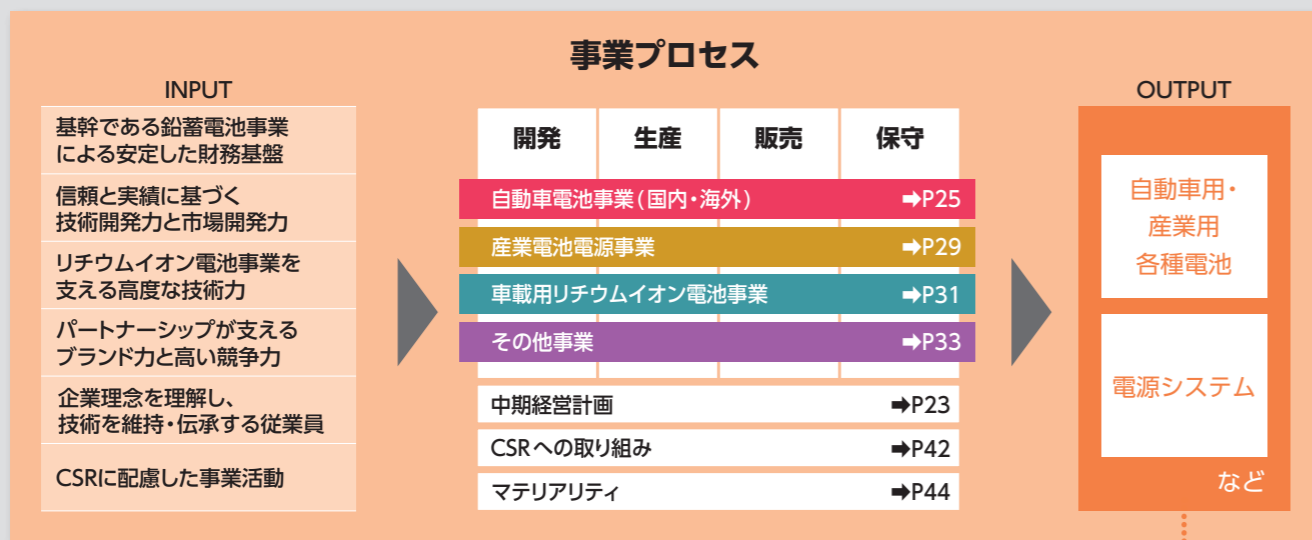 事業プロセス
INPUT
基幹である鉛蓄電池事業
による安定した財務基盤
信頼と実績に基づく
技術開発力と市場開発力
リチウムイオン電池事業を
支える高度な技術力
パートナーシップが支える
ブランド力と高い競争力
企業理念を理解し、
技術を維持・伝承する従業員
CSRに配慮した事業活動
開発 生産 販売 保守
自動車電池事業(国内・海外) ➡P25
産業電池電源事業 ➡P29
車載用リチウムイオン電池事業 ➡P31
その他事業 ➡P33
中期経営計画 ➡P23
CSRへの取り組み ➡P42
マテリアリティ ➡P44
OUTPUT
自動車用・
産業用
各種電池
電源システム
など